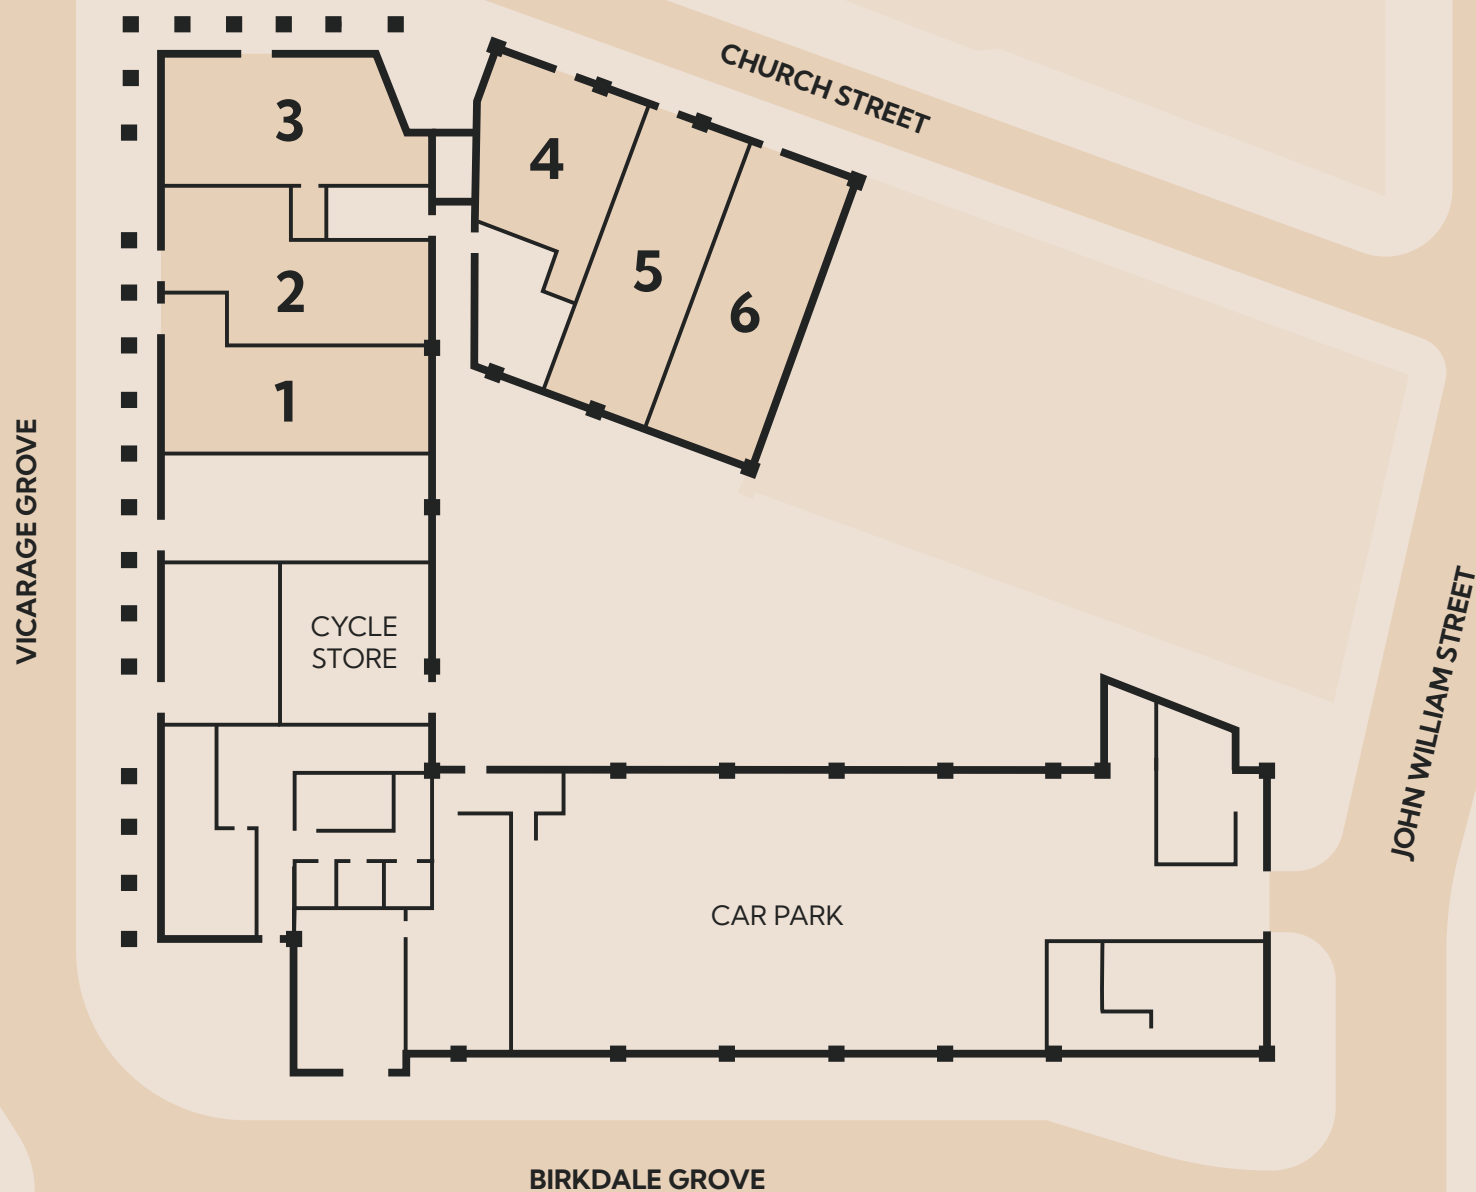 CHURCH STREET
3
4
5
2
6
1
VICARAGE GROVE
CYCLE
STORE
JOHN WILLIAM STREET
CAR PARK
BIRKDALE GROVE